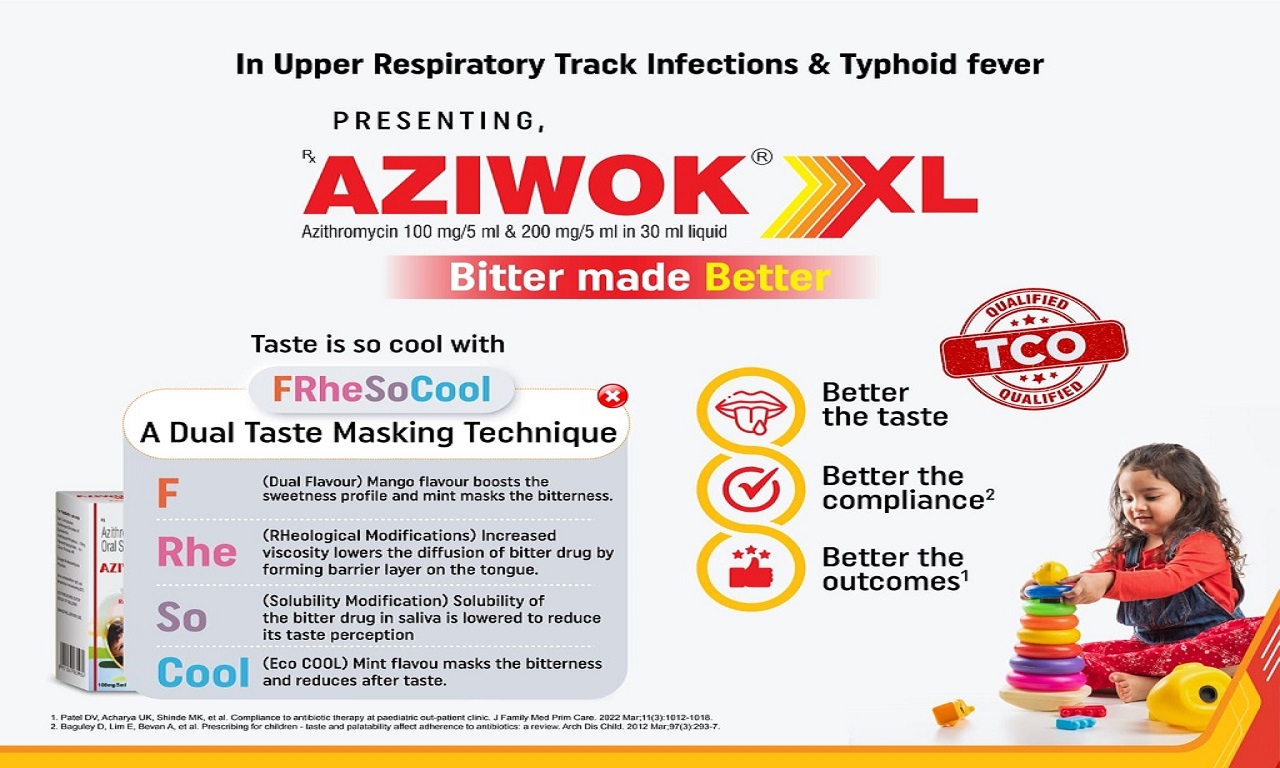 In Upper Respiratory Track Infections & Typhoid fever
PRESENTING,
Rx AZIWOK® XL
Azithromycin 100 mg/5 ml & 200 mg/5 ml in 30 ml liquid
Bitter made Better
Taste is so cool with
FRheSoCool
A Dual Taste Masking Technique
F
(Dual Flavour) Mango flavour boosts the
sweetness profile and mint masks the bitterness.
Rhe
(RHeological Modifications) Increased
viscosity lowers the diffusion of bitter drug by
forming barrier layer on the tongue.
So
(Solubility Modification) Solubility of
the bitter drug in saliva is lowered to reduce
its taste perception
Cool
(Eco COOL) Mint flavou masks the bitterness
and reduces after taste.
QUALIFIED
TCO
QUALIFIED
Better
the taste
Better the
compliance2
Better the
outcomes1
AZIWOK
Azithr
Oral S
AZI
100mg 5ml
1. Patel DV, Acharya UK, Shinde MK, et al. Compliance to antibiotic therapy at paediatric out-patient clinic. J Family Med Prim Care. 2022 Mar;11(3):1012-1018.
2. Baguley D, Lim E, Bevan A, et al. Prescribing for children - taste and palatability affect adherence to antibiotics: a review. Arch Dis Child. 2012 Mar;97(3):293-7.